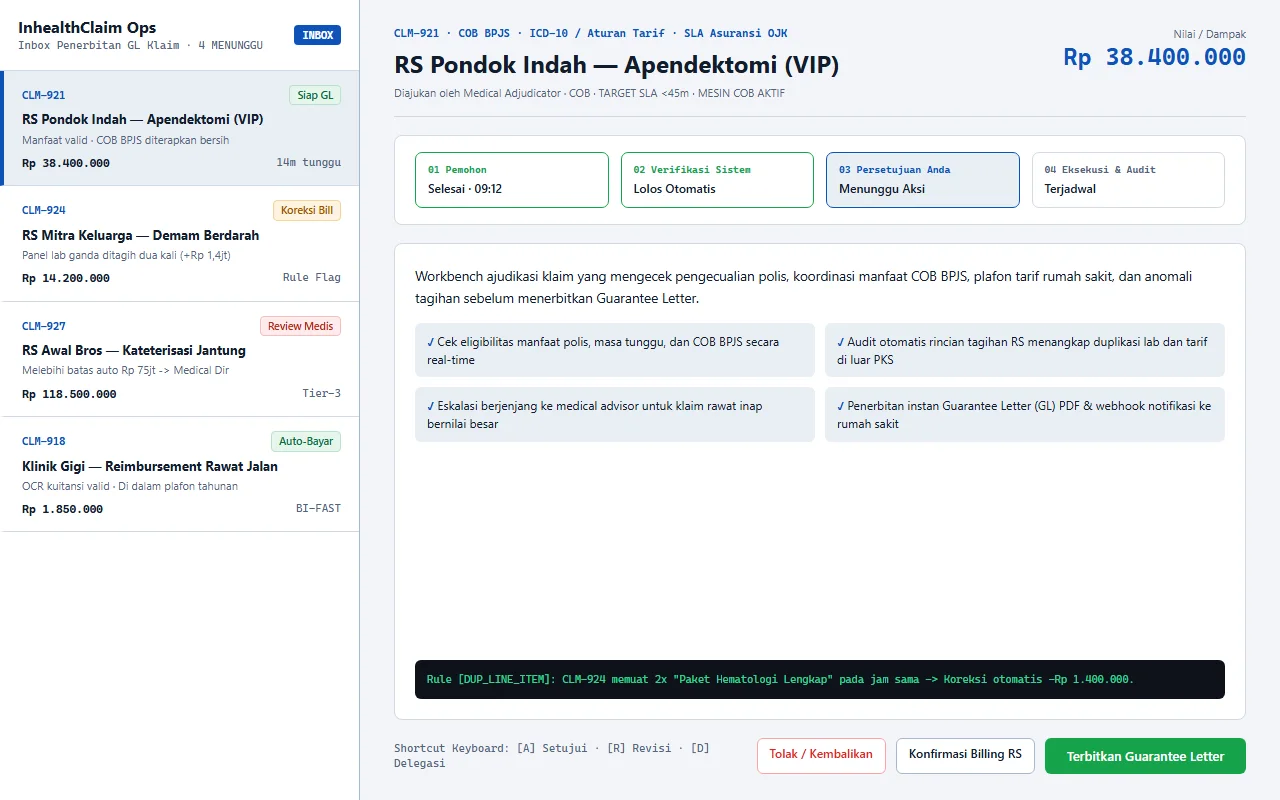 InhealthClaim Ops
Inbox Penerbitan GL Klaim · 4 MENUNGGU
INBOX
CLM-921
Siap GL
RS Pondok Indah — Apendektomi (VIP)
Manfaat valid · COB BPJS diterapkan bersih
Rp 38.400.000
14m tunggu
CLM-924
Koreksi Bill
RS Mitra Keluarga — Demam Berdarah
Panel lab ganda ditagih dua kali (+Rp 1,4jt)
Rp 14.200.000
Rule Flag
CLM-927
Review Medis
RS Awal Bros — Kateterisasi Jantung
Melebihi batas auto Rp 75jt -> Medical Dir
Rp 118.500.000
Tier-3
CLM-918
Auto-Bayar
Klinik Gigi — Reimbursement Rawat Jalan
OCR kuitansi valid · Di dalam plafon tahunan
Rp 1.850.000
BI-FAST
CLM-921 · COB BPJS · ICD-10 / Aturan Tarif · SLA Asuransi OJK
RS Pondok Indah — Apendektomi (VIP)
Diajukan oleh Medical Adjudicator · COB · TARGET SLA <45m · MESIN COB AKTIF
Nilai / Dampak
Rp 38.400.000
01 Pemohon
Selesai · 09:12
02 Verifikasi Sistem
Lolos Otomatis
03 Persetujuan Anda
Menunggu Aksi
04 Eksekusi & Audit
Terjadwal
Workbench ajudikasi klaim yang mengecek pengecualian polis, koordinasi manfaat COB BPJS, plafon tarif rumah sakit, dan anomali
tagihan sebelum menerbitkan Guarantee Letter.
✓ Cek eligibilitas manfaat polis, masa tunggu, dan COB BPJS secara
real-time
✓ Audit otomatis rincian tagihan RS menangkap duplikasi lab dan tarif
di luar PKS
✓ Eskalasi berjenjang ke medical advisor untuk klaim rawat inap
bernilai besar
✓ Penerbitan instan Guarantee Letter (GL) PDF & webhook notifikasi ke
rumah sakit
Rule [DUP_LINE_ITEM]: CLM-924 memuat 2x "Paket Hematologi Lengkap" pada jam sama -> Koreksi otomatis -Rp 1.400.000.
Shortcut Keyboard: [A] Setujui · [R] Revisi · [D]
Delegasi
Tolak / Kembalikan
Konfirmasi Billing RS
Terbitkan Guarantee Letter